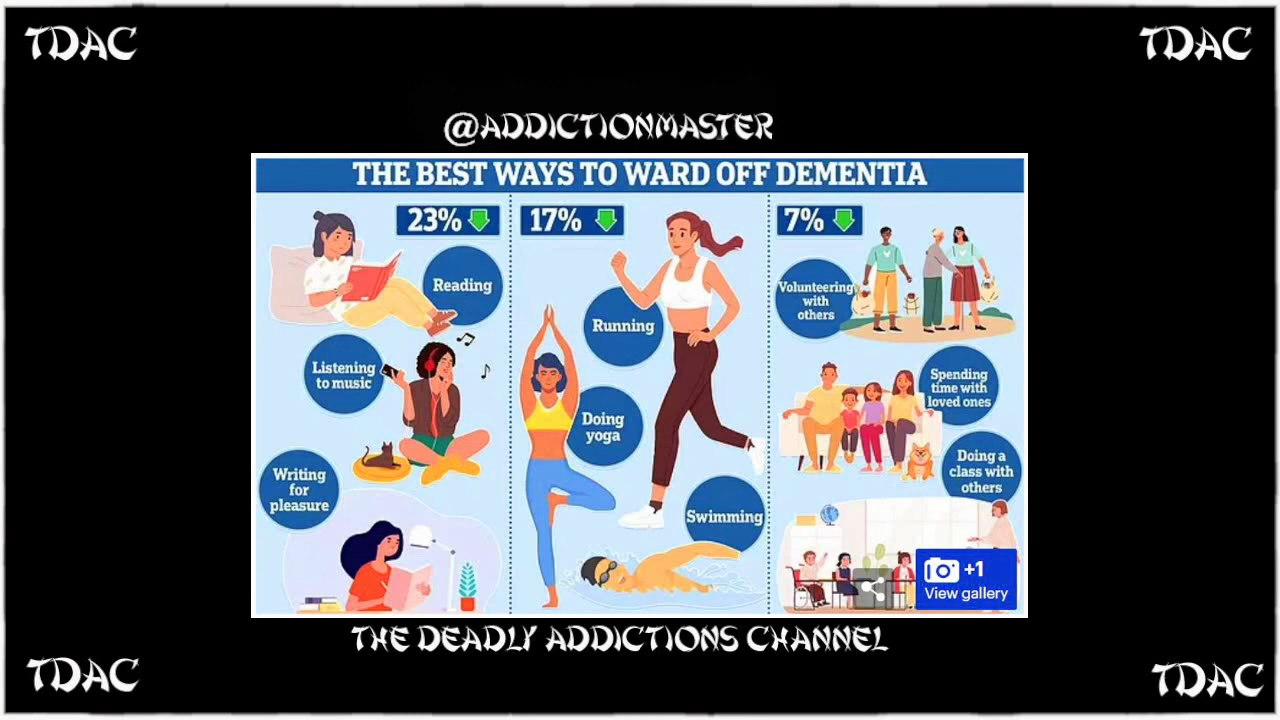 TDAC
TDAC
@ADDICTIONMASTER
THE BEST WAYS TO WARD OFF DEMENTIA
23%
Reading
Listening
to music
Writing
for
pleasure
17%
Running
Doing
yoga
Swimming
7%
Volunteering
with
others
Spending
time with
loved ones
Doing a
class with
others
+1
View gallery
THE DEADLY ADDICTIONS CHANNEL
TDAC
TDAC